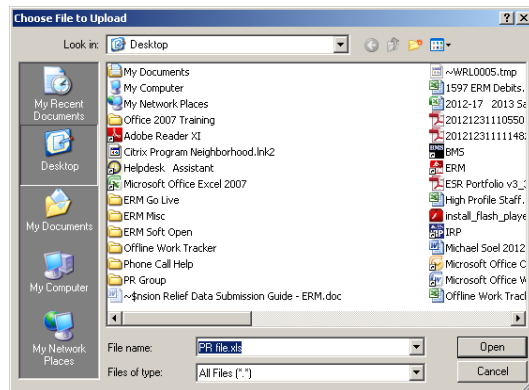 Choose File to Upload
Look in: Desktop
My Recent
Documents
Desktop
My Documents
My Computer
My Network
Places
My Documents
My Computer
My Network Places
Office 2007 Training
Adobe Reader XI
Citrix Program Neighborhood.lnk2
Helpdesk Assistant
Microsoft Office Excel 2007
ERM Go Live
ERM Misc
ERM Soft Open
Offline Work Tracker
Phone Call Help
PR Group
~$nsion Relief Data Submission Guide - ERM.doc
~WRL0005.tmp
1597 ERM Debits.
2012-17 2013 Sa
20121231110550
2012123111148
BMS
ERM
ESR Portfolio v3_
High Profile Staff.
install_flash_playe
IRP
Michael Soel 2012
Microsoft Office C
Microsoft Office W
Offline Work Track
File name: PR file.xls Open
Files of type: All Files (*.*) Cancel